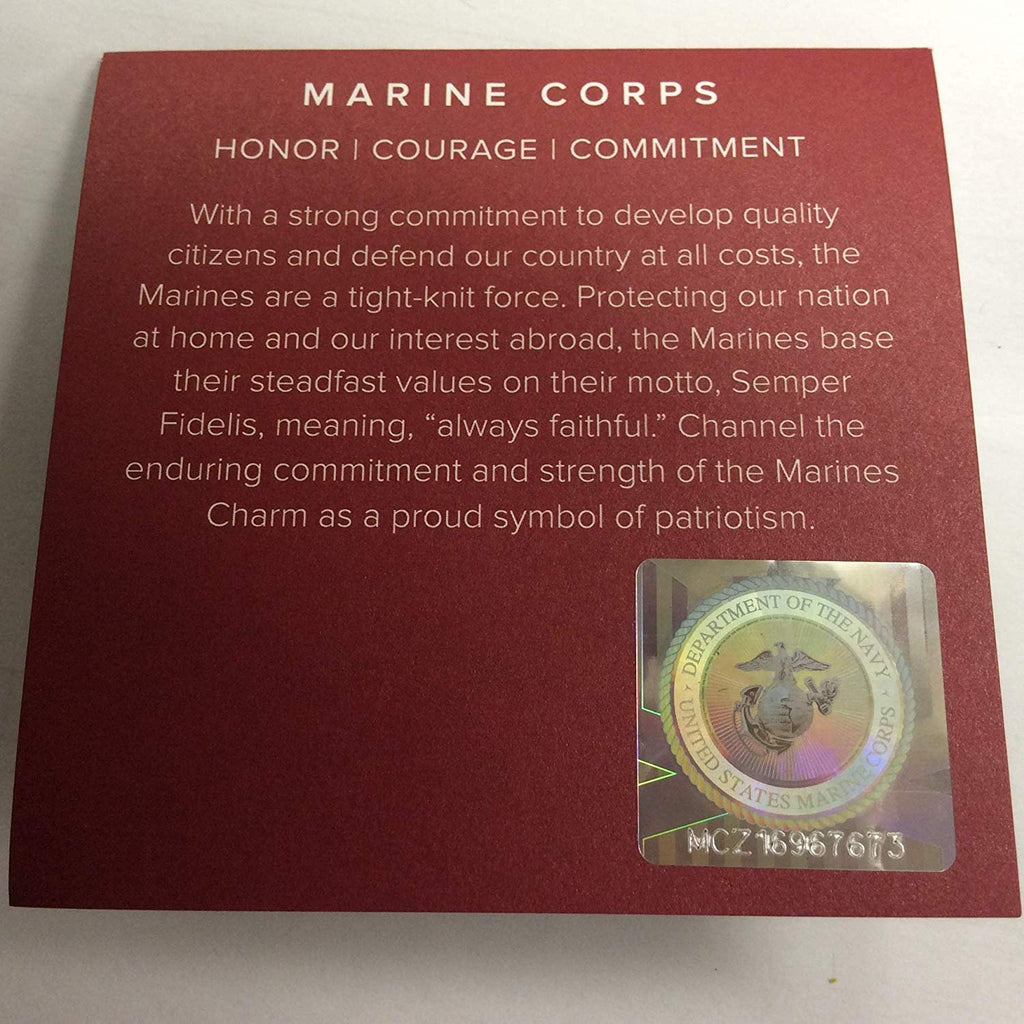 MARINE CORPS
HONOR | COURAGE | COMMITMENT
With a strong commitment to develop quality
citizens and defend our country at all costs, the
Marines are a tight-knit force. Protecting our nation
at home and our interest abroad, the Marines base
their steadfast values on their motto, Semper
Fidelis, meaning, “always faithful.” Channel the
enduring commitment and strength of the Marines
Charm as a proud symbol of patriotism.
DEPARTMENT OF THE NAVY
UNITED STATES MARINE CORPS
MCZ16967673